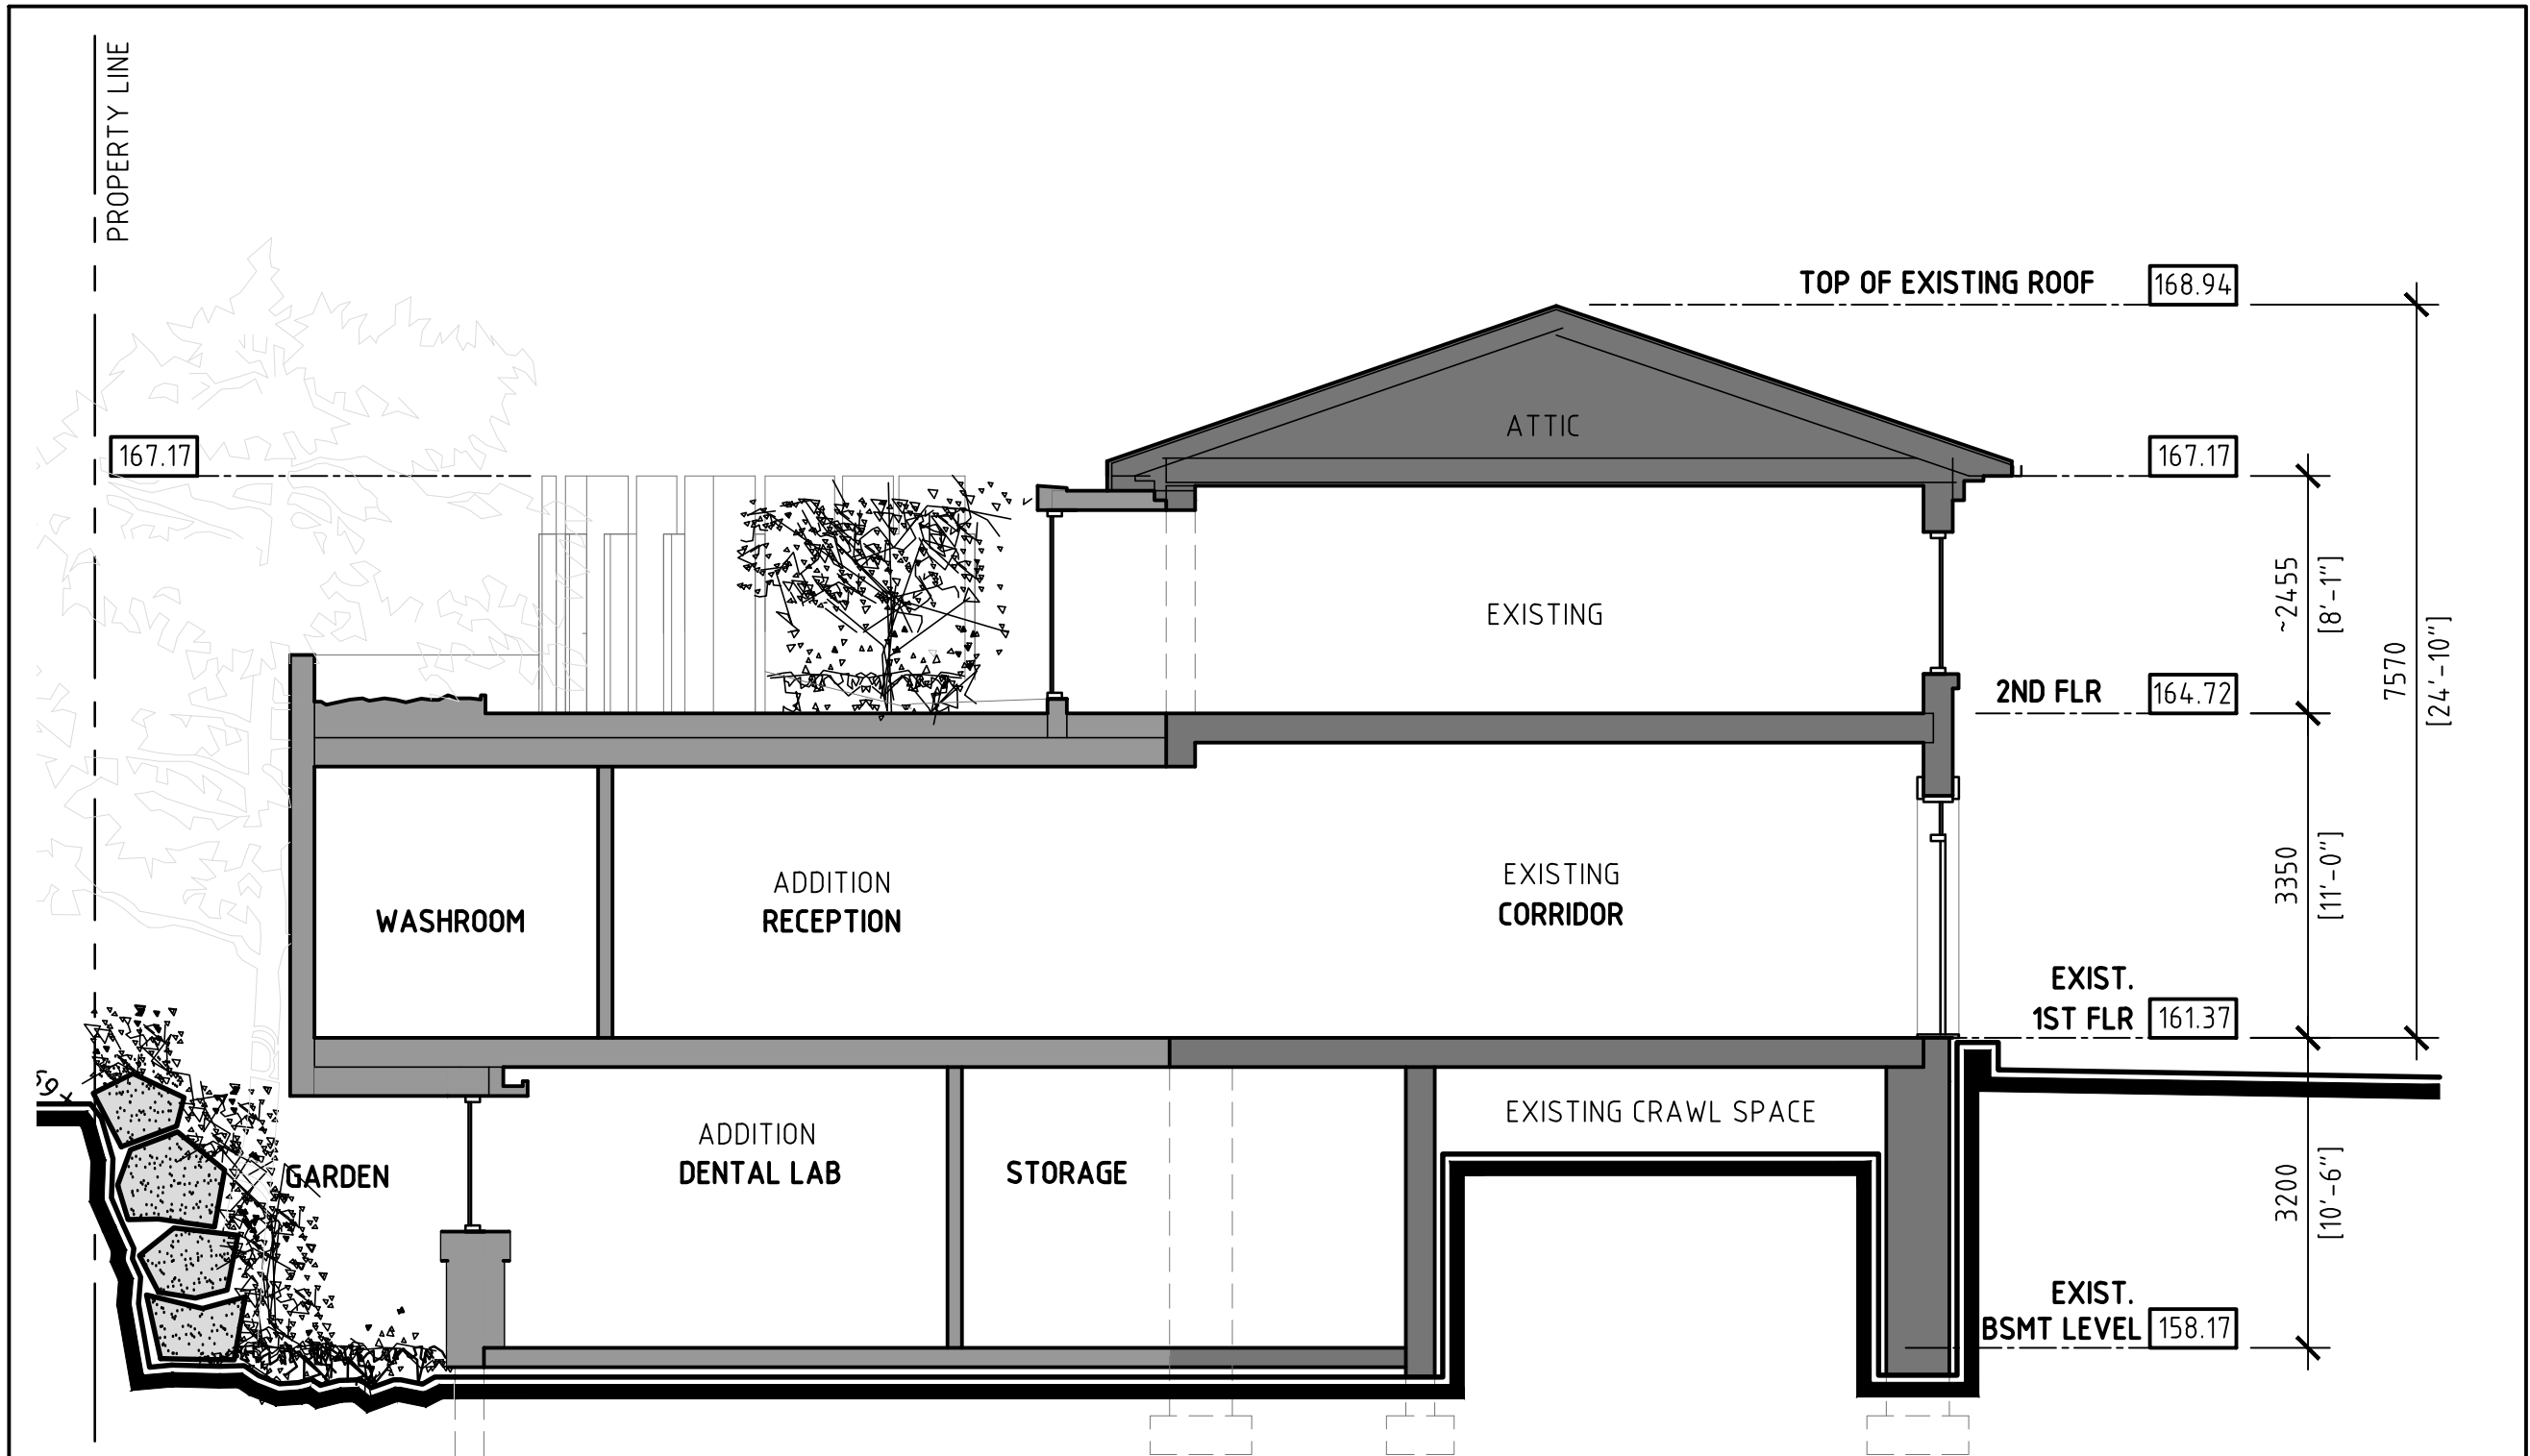 PROPERTY LINE
TOP OF EXISTING ROOF 168.94
ATTIC
167.17
167.17
EXISTING
~2455
[8'-1"]
7570
[24'-10"]
2ND FLR 164.72
WASHROOM
ADDITION
RECEPTION
EXISTING
CORRIDOR
3350
[11'-0"]
EXIST.
1ST FLR 161.37
GARDEN
ADDITION
DENTAL LAB
STORAGE
EXISTING CRAWL SPACE
3200
[10'-6"]
EXIST.
BSMT LEVEL 158.17